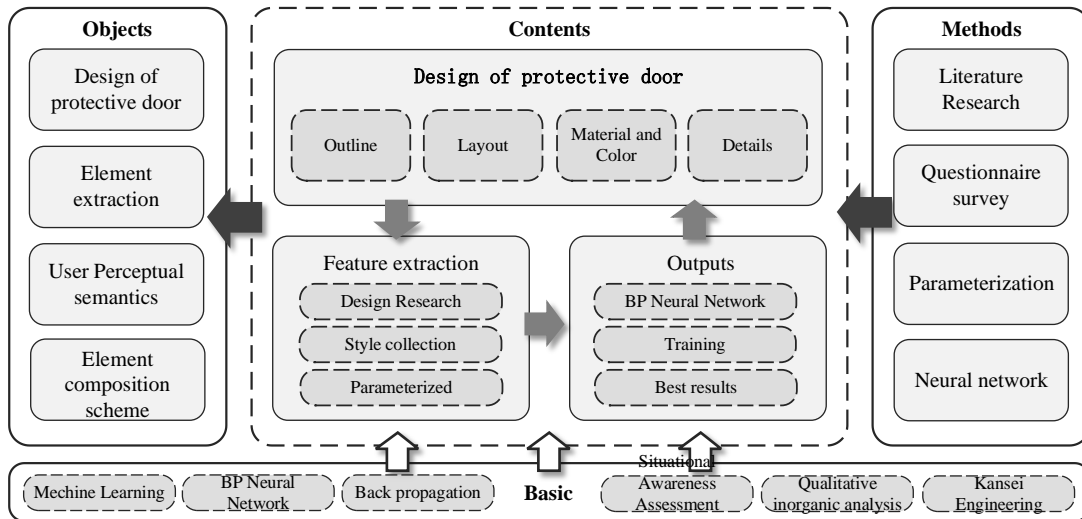 Objects
Design of
protective door
Element
extraction
User Perceptual
semantics
Element
composition
scheme
Contents
Design of protective door
Outline
Layout
Material and
Color
Details
Feature extraction
Design Research
Style collection
Parameterized
Outputs
BP Neural Network
Training
Best results
Methods
Literature
Research
Questionnaire
survey
Parameterization
Neural network
Mechine Learning
BP Neural
Network
Back propagation
Basic
Situational
Awareness
Assessment
Qualitative
inorganic analysis
Kansei
Engineering